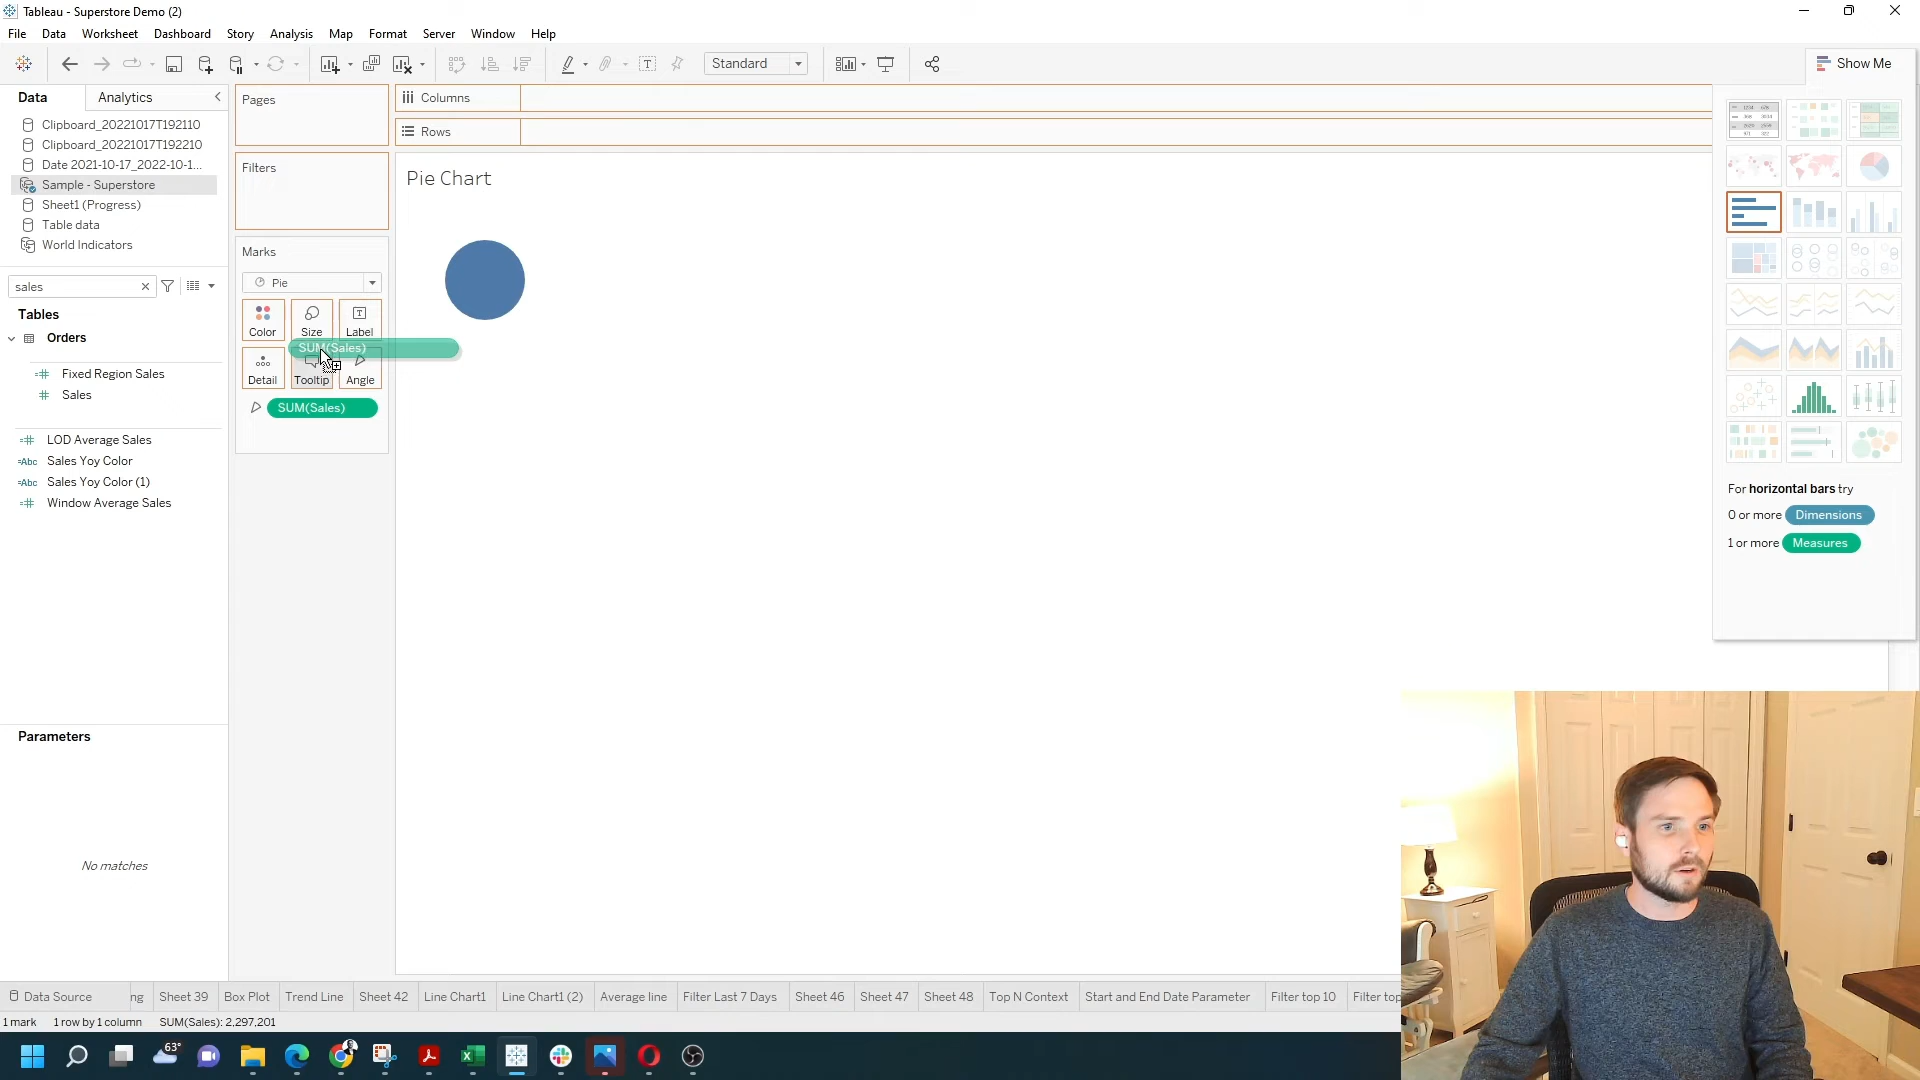 Tableau - Superstore Demo (2)
File Data Worksheet Dashboard Story Analysis Map Format Server Window Help
Standard
Show Me
Data Analytics
Pages
Columns
Rows
Clipboard_20221017T192110
Clipboard_20221017T192210
Date 2021-10-17_2022-10-1...
Sample - Superstore
Sheet1 (Progress)
Table data
World Indicators
Filters
Pie Chart
Marks
Pie
Color Size Label
SUM(Sales)
Detail Tooltip Angle
SUM(Sales)
sales
Tables
Orders
Fixed Region Sales
Sales
LOD Average Sales
Sales Yoy Color
Sales Yoy Color (1)
Window Average Sales
For horizontal bars try
0 or more Dimensions
1 or more Measures
Parameters
No matches
Data Source ng Sheet 39 Box Plot Trend Line Sheet 42 Line Chart1 Line Chart1 (2) Average line Filter Last 7 Days Sheet 46 Sheet 47 Sheet 48 Top N Context Start and End Date Parameter Filter top 10 Filter top
1 mark 1 row by 1 column SUM(Sales): 2,297,201
63°